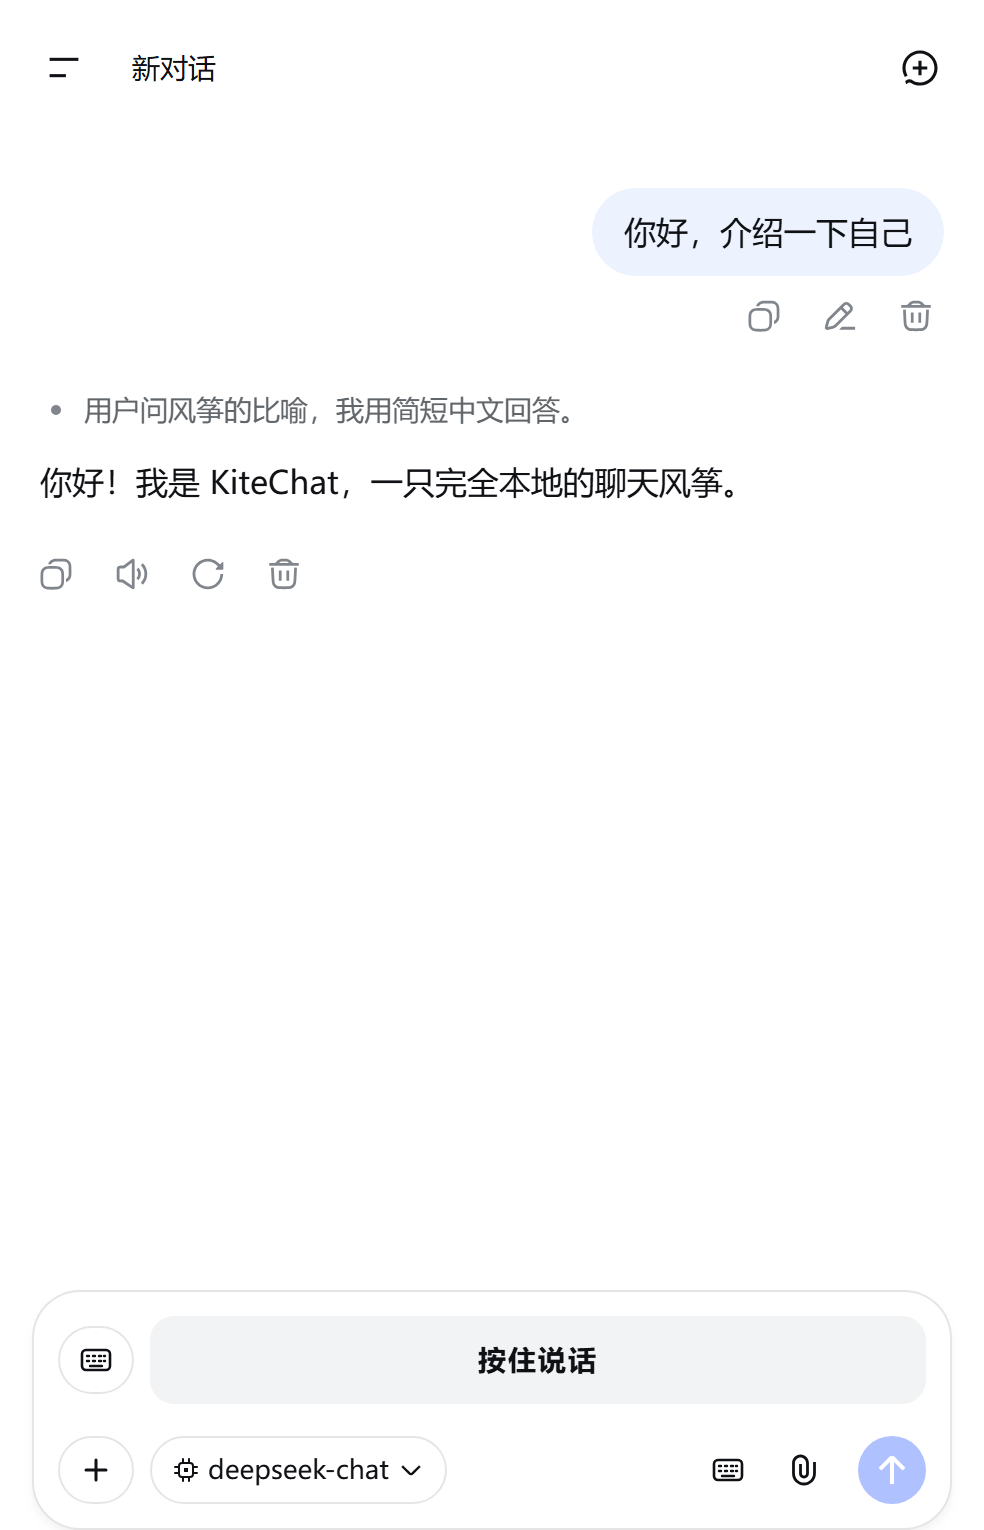 新对话
你好，介绍一下自己
用户问风筝的比喻，我用简短中文回答。
你好！我是 KiteChat，一只完全本地的聊天风筝。
按住说话
deepseek-chat